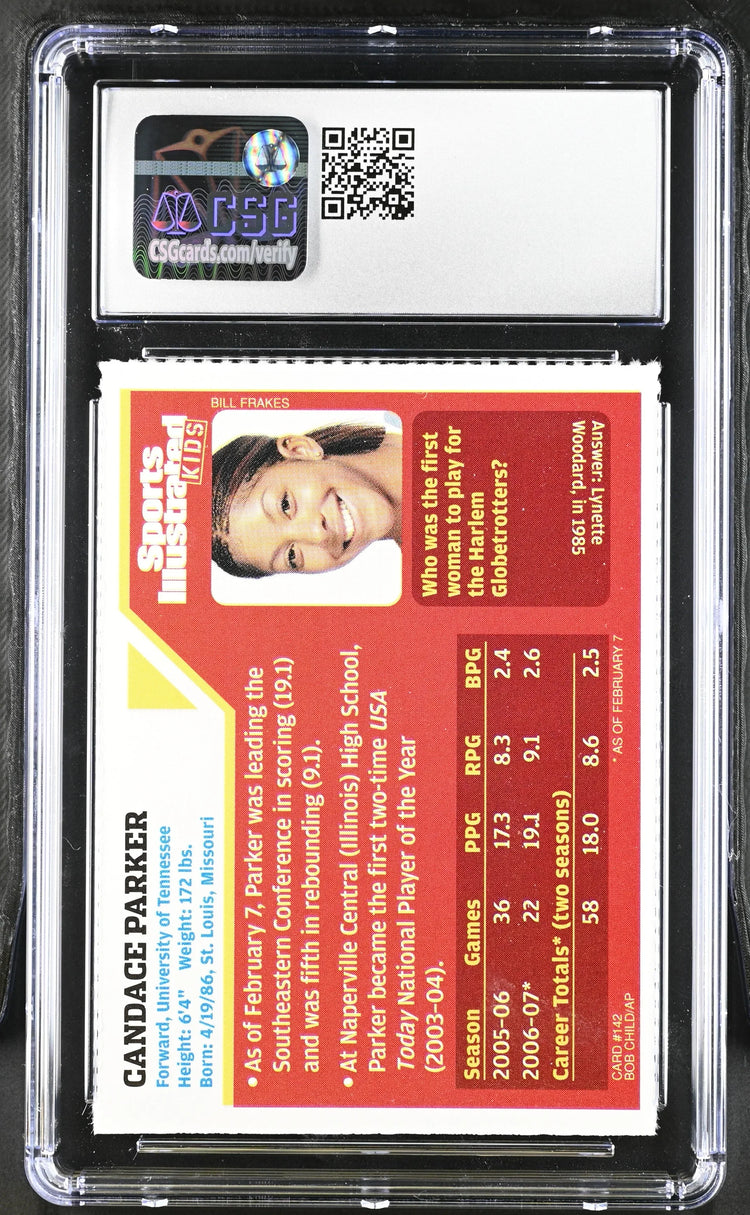 CSG
CSGcards.com/verify
CANDACE PARKER
Forward, University of Tennessee
Height: 6'4" Weight: 172 lbs.
Born: 4/19/86, St. Louis, Missouri
Sports
Illustrated
KIDS
• As of February 7, Parker was leading the
Southeastern Conference in scoring (19.1)
and was fifth in rebounding (9.1).
• At Naperville Central (Illinois) High School,
Parker became the first two-time USA
Today National Player of the Year
(2003-04).
BILL FRAKES
Who was the first
woman to play for
the Harlem
Globetrotters?
Answer: Lynette
Woodard, in 1985
Season Games PPG RPG BPG
2005-06 36 17.3 8.3 2.4
2006-07* 22 19.1 9.1 2.6
Career Totals* (two seasons)
58 18.0 8.6 2.5
* AS OF FEBRUARY 7
CARD #142
BOB CHILD/AP